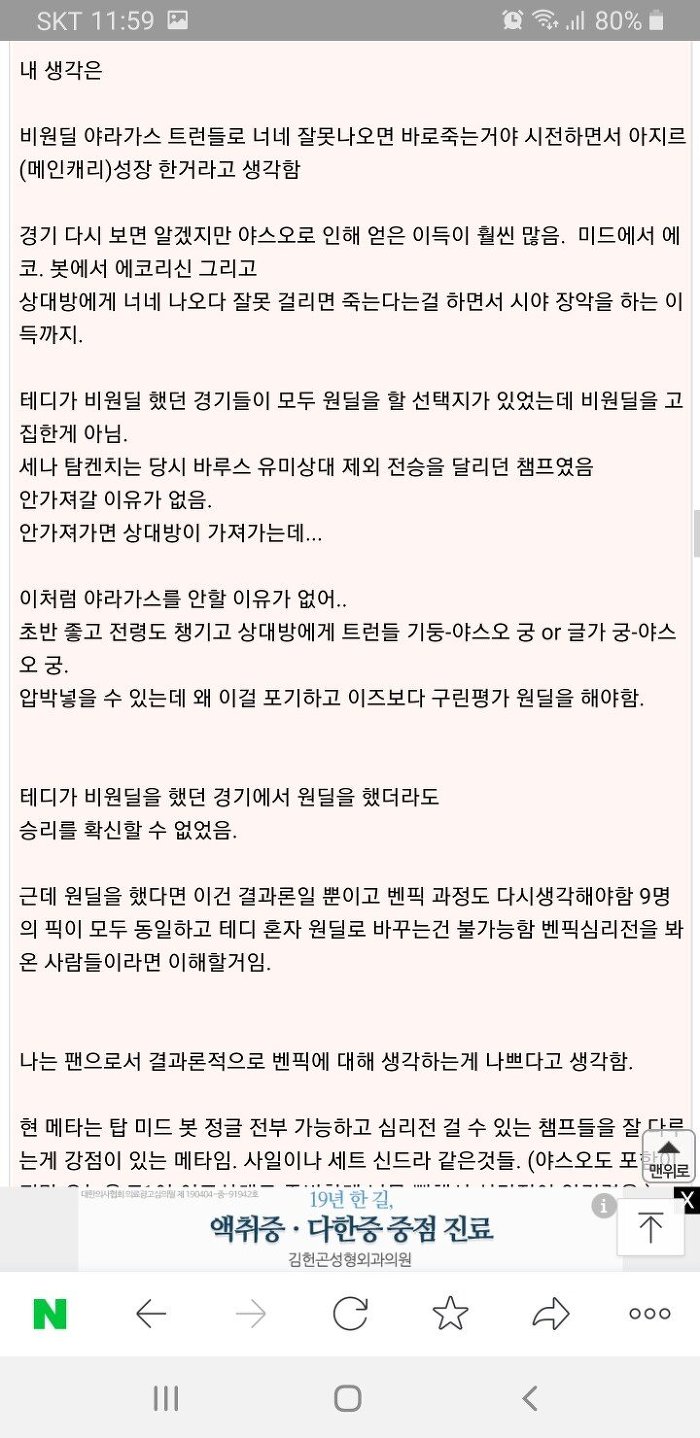 SKT 11:59
80%
내 생각은
비원딜 야라가스 트런들로 너네 잘못나오면 바로죽는거야 시전하면서 아지르
(메인캐리)성장 한거라고 생각함
경기 다시 보면 알겠지만 야스오로 인해 얻은 이득이 훨씬 많음. 미드에서 에
코. 봇에서 에코리신 그리고
상대방에게 너네 나오다 잘못 걸리면 죽는다는걸 하면서 시야 장악을 하는 이
득까지.
테디가 비원딜 했던 경기들이 모두 원딜을 할 선택지가 있었는데 비원딜을 고
집한게 아님.
세나 탐켄치는 당시 바루스 유미상대 제외 전승을 달리던 챔프였음
안가져갈 이유가 없음.
안가져가면 상대방이 가져가는데...
이처럼 야라가스를 안할 이유가 없어..
초반 좋고 전령도 챙기고 상대방에게 트런들 기둥-야스오 궁 or 글가 궁-야스
오 궁.
압박넣을 수 있는데 왜 이걸 포기하고 이즈보다 구린평가 원딜을 해야함.
테디가 비원딜을 했던 경기에서 원딜을 했더라도
승리를 확신할 수 없었음.
근데 원딜을 했다면 이건 결과론일 뿐이고 벤픽 과정도 다시생각해야함 9명
의 픽이 모두 동일하고 테디 혼자 원딜로 바꾸는건 불가능함 벤픽심리전을 봐
온 사람들이라면 이해할거임.
나는 팬으로서 결과론적으로 벤픽에 대해 생각하는게 나쁘다고 생각함.
현 메타는 탑 미드 봇 정글 전부 가능하고 심리전 걸 수 있는 챔프들을 잘 다루
는게 강점이 있는 메타임. 사일이나 세트 신드라 같은것들. (야스오도 포함이
맨위로
대한의사협회 의료광고심의필 제 190404-중-91942호
19년 한 길,
액취증·다한증 중점 진료
김헌곤성형외과의원
X
N